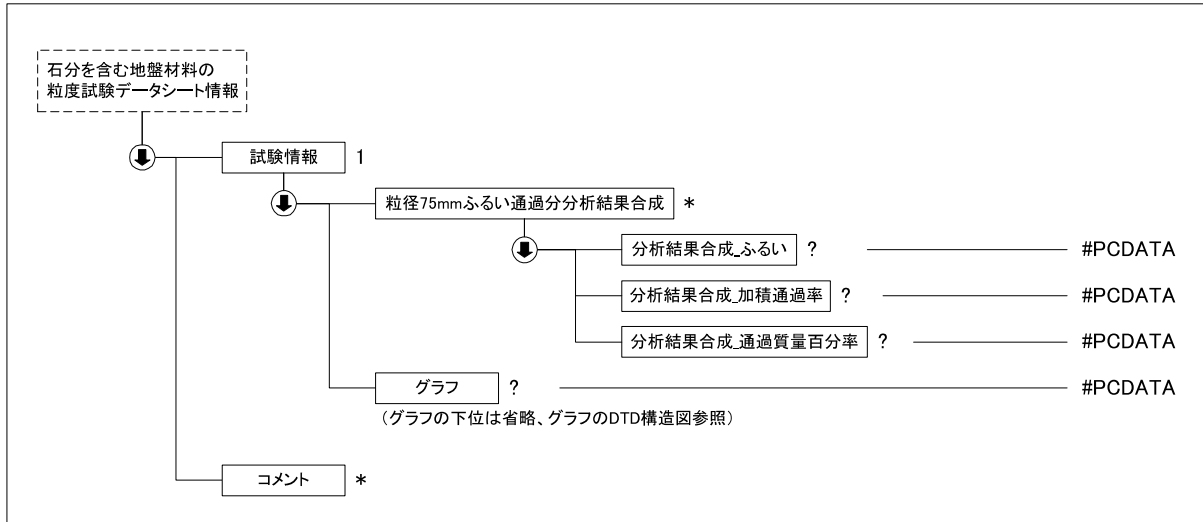 石分を含む地盤材料の
粒度試験データシート情報
試験情報 1
粒径75mmふるい通過分分析結果合成 *
分析結果合成_ふるい ? #PCDATA
分析結果合成_加積通過率 ? #PCDATA
分析結果合成_通過質量百分率 ? #PCDATA
グラフ ? #PCDATA
（グラフの下位は省略、グラフのDTD構造図参照）
コメント *